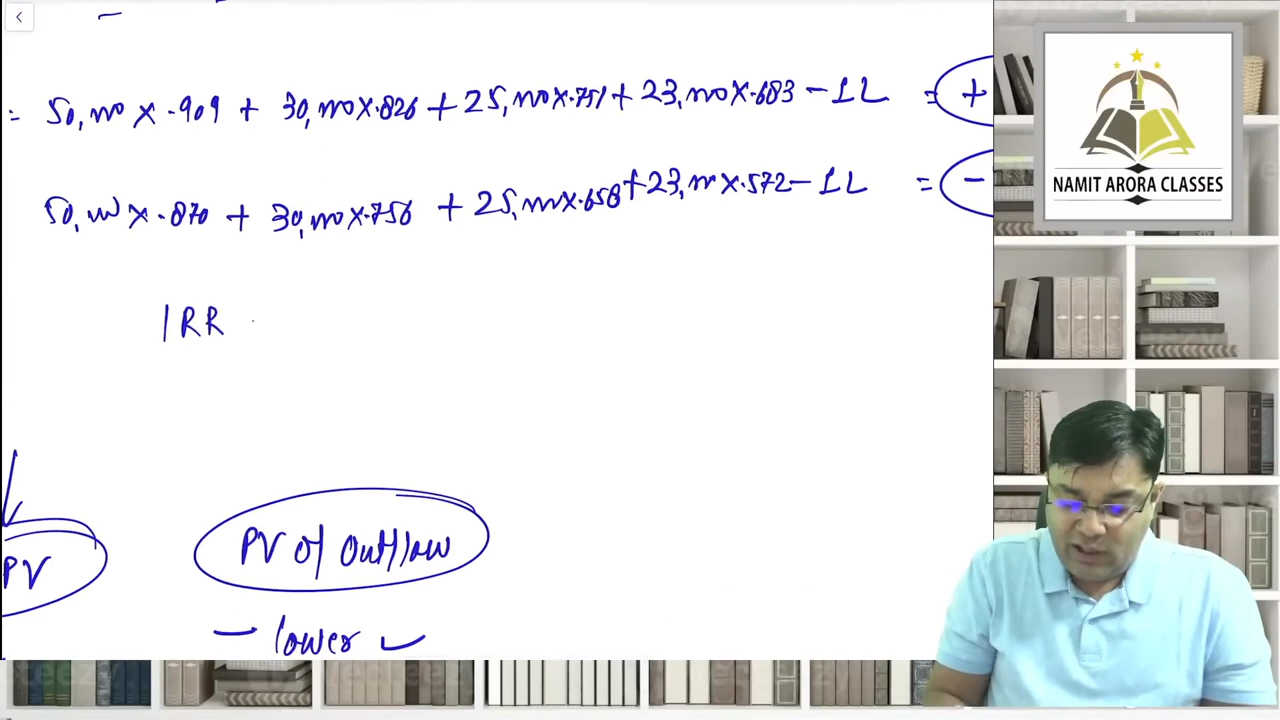 = 50,000 x .909 + 30,000 x .826 + 25,000 x .751 + 23,000 x .683 - 1L = +
50,000 x .870 + 30,000 x .756 + 25,000 x .658 + 23,000 x .572 - 1L = -
IRR
PV
PV of Outflow
- lower ✓
NAMIT ARORA CLASSES